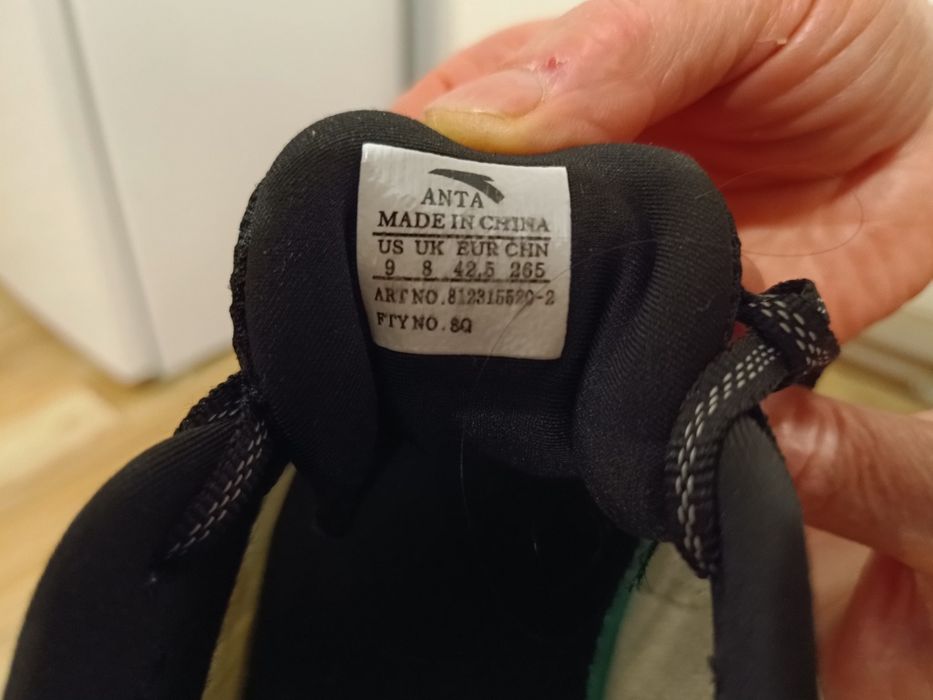 ANTA
MADE IN CHINA
US UK EUR CHN
9 8 42.5 265
ART NO. 812315520-2
FTY NO. SQ